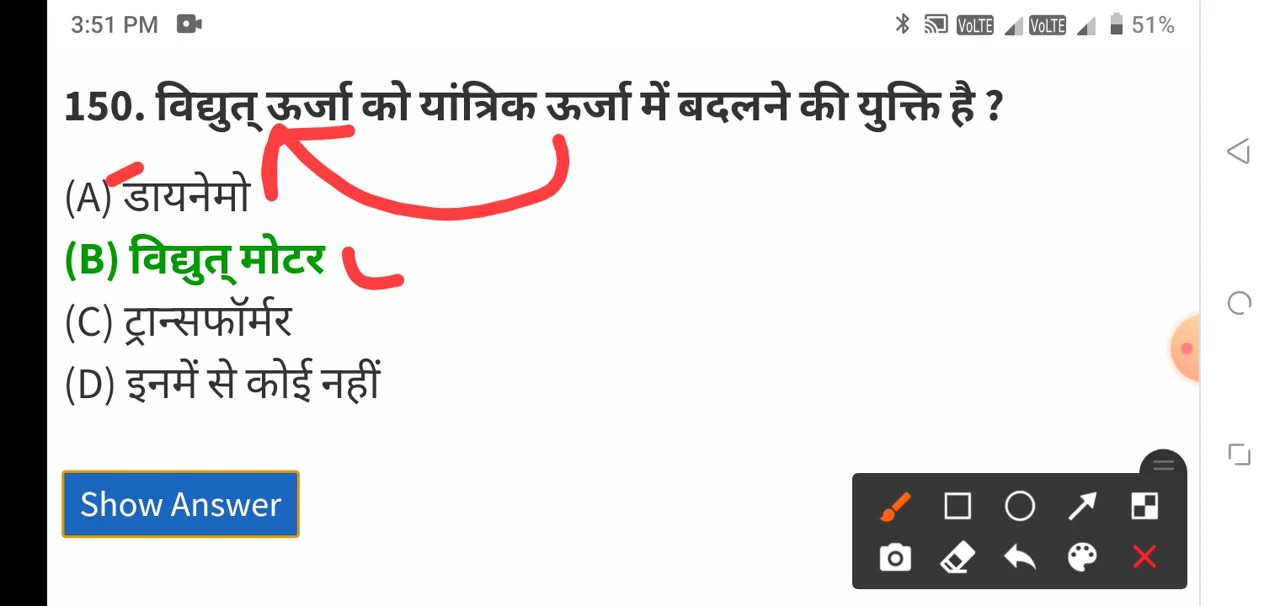 3:51 PM VoLTE VoLTE 51%
150. विद्युत् ऊर्जा को यांत्रिक ऊर्जा में बदलने की युक्ति है ?
(A) डायनेमो
(B) विद्युत् मोटर
(C) ट्रान्सफॉर्मर
(D) इनमें से कोई नहीं
Show Answer